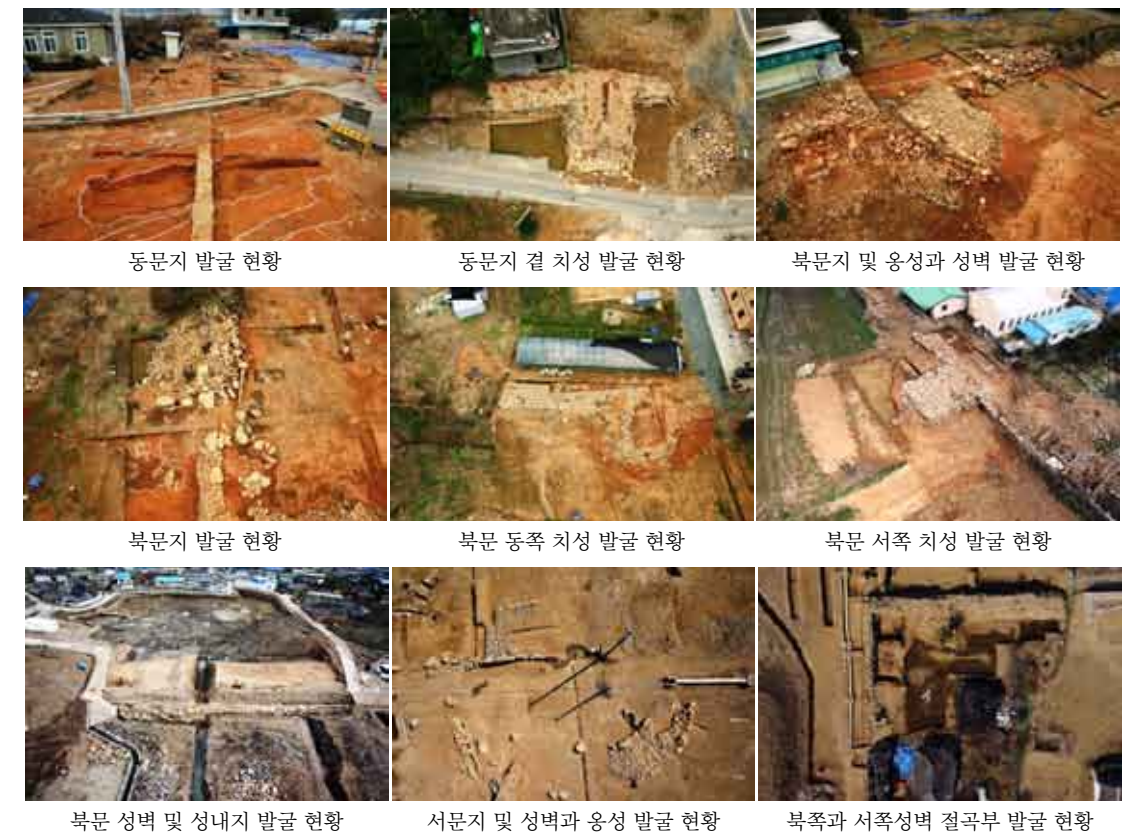 동문지 발굴 현황
동문지 곁 치성 발굴 현황
북문지 및 옹성과 성벽 발굴 현황
북문지 발굴 현황
북문 동쪽 치성 발굴 현황
북문 서쪽 치성 발굴 현황
북문 성벽 및 성내지 발굴 현황
서문지 및 성벽과 옹성 발굴 현황
북쪽과 서쪽성벽 절곡부 발굴 현황